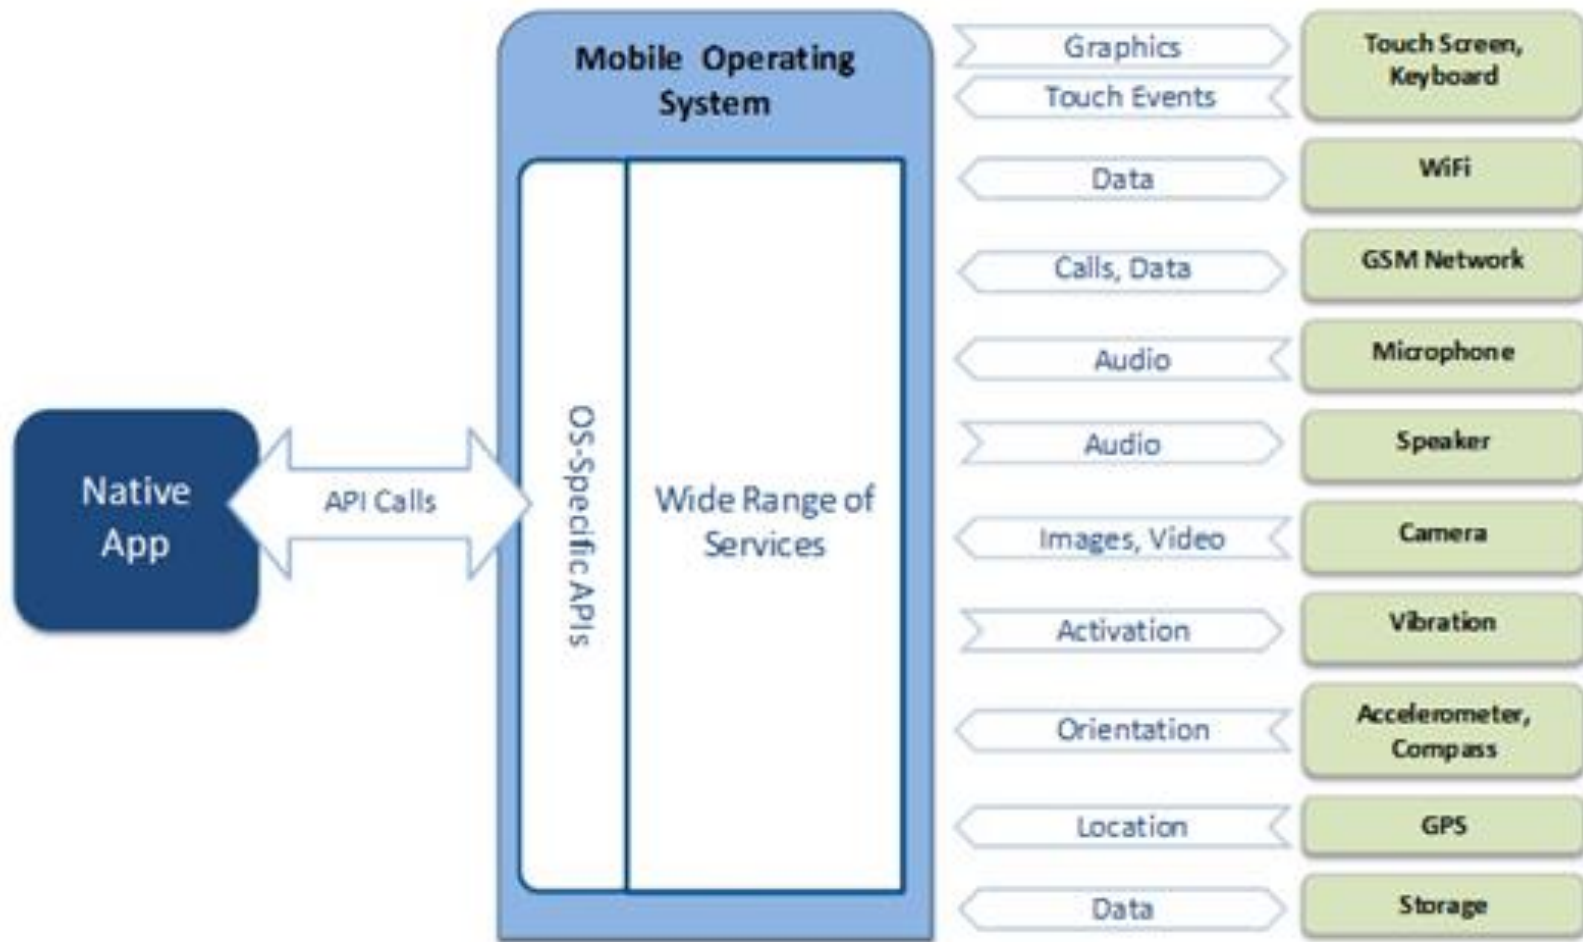 Mobile Operating
System
Graphics
Touch Events
Touch Screen,
Keyboard
Data
WiFi
Calls, Data
GSM Network
Audio
Microphone
Audio
Speaker
Native
App
API Calls
OS-Specific APIs
Wide Range of
Services
Images, Video
Camera
Activation
Vibration
Orientation
Accelerometer,
Compass
Location
GPS
Data
Storage